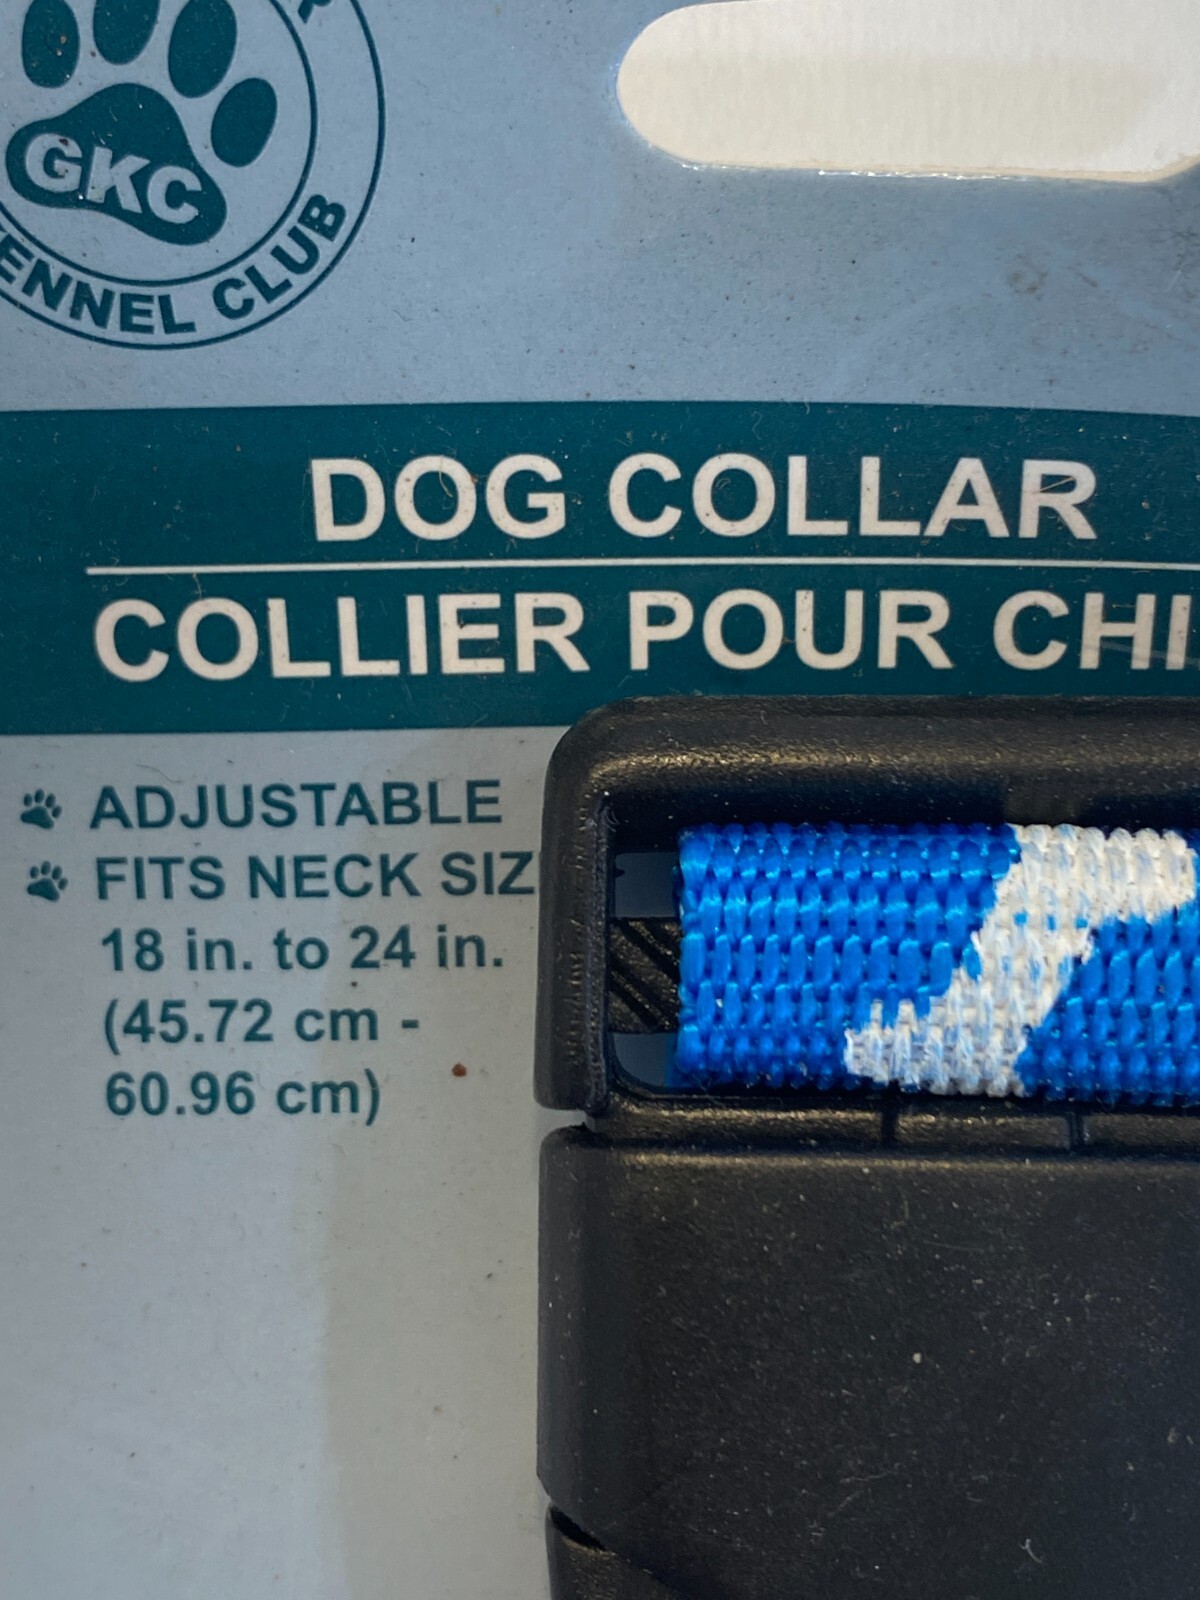 GKC
ENNEL CLUB
DOG COLLAR
COLLIER POUR CHI
ADJUSTABLE
FITS NECK SIZ
18 in. to 24 in.
(45.72 cm -
60.96 cm)